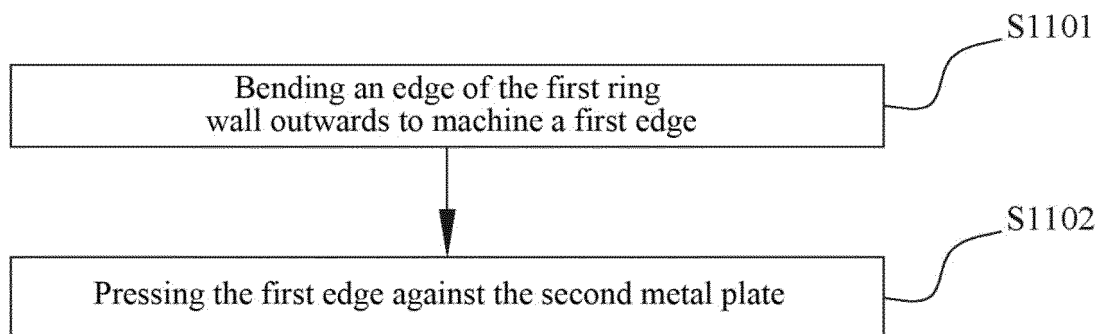 S1101
Bending an edge of the first ring
wall outwards to machine a first edge
S1102
Pressing the first edge against the second metal plate